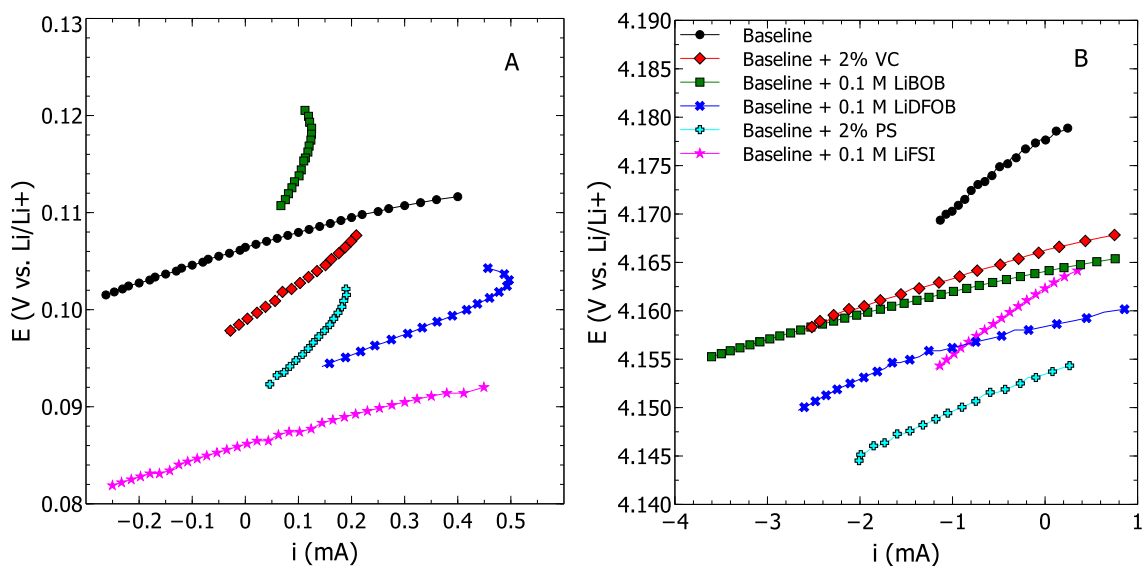 0.13
0.12
0.11
0.10
0.09
0.08
E (V vs. Li/Li+)
−0.2 −0.1 0 0.1 0.2 0.3 0.4 0.5
i (mA)
A
4.190
4.185
4.180
4.175
4.170
4.165
4.160
4.155
4.150
4.145
4.140
E (V vs. Li/Li+)
−4 −3 −2 −1 0 1
i (mA)
B
Baseline
Baseline + 2% VC
Baseline + 0.1 M LiBOB
Baseline + 0.1 M LiDFOB
Baseline + 2% PS
Baseline + 0.1 M LiFSI